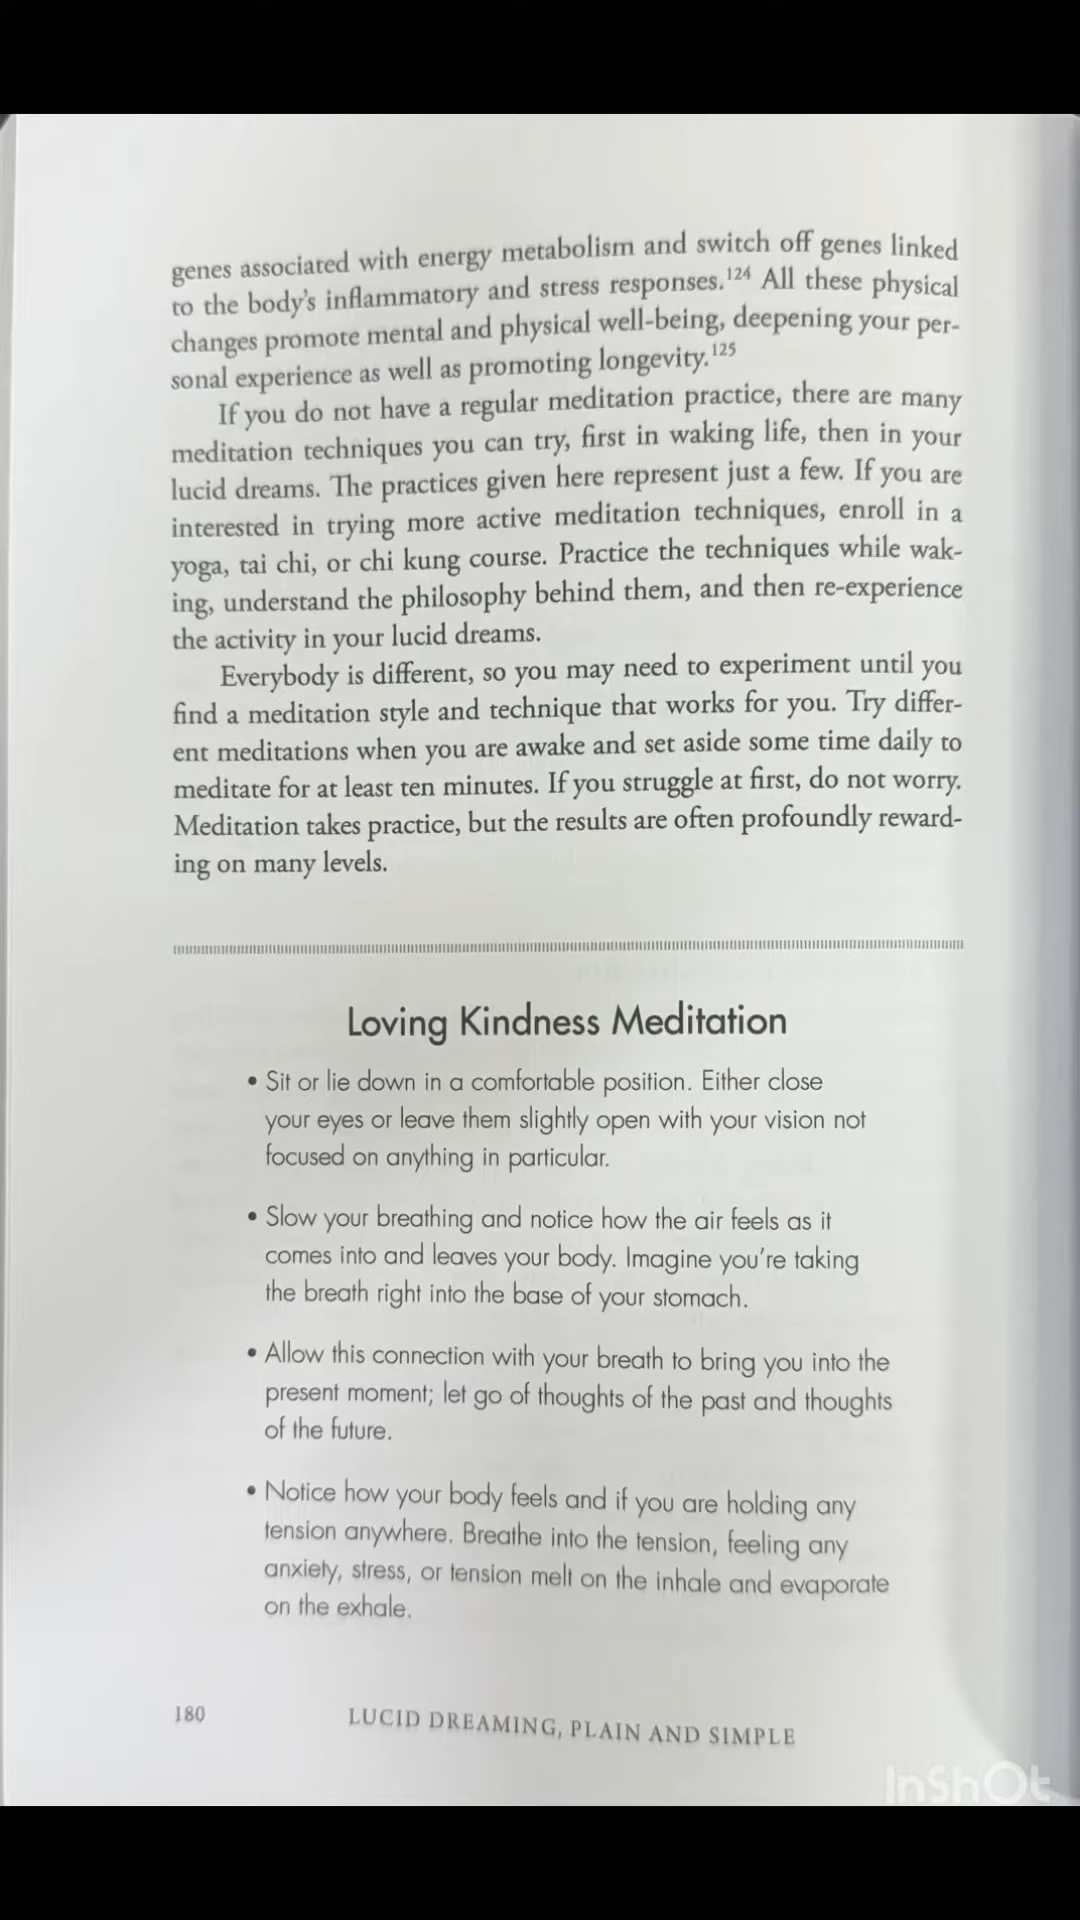 genes associated with energy metabolism and switch off genes linked
to the body's inflammatory and stress responses.124 All these physical
changes promote mental and physical well-being, deepening your per-
sonal experience as well as promoting longevity.125
If you do not have a regular meditation practice, there are many
meditation techniques you can try, first in waking life, then in your
lucid dreams. The practices given here represent just a few. If you are
interested in trying more active meditation techniques, enroll in a
yoga, tai chi, or chi kung course. Practice the techniques while wak-
ing, understand the philosophy behind them, and then re-experience
the activity in your lucid dreams.
Everybody is different, so you may need to experiment until you
find a meditation style and technique that works for you. Try differ-
ent meditations when you are awake and set aside some time daily to
meditate for at least ten minutes. If you struggle at first, do not worry.
Meditation takes practice, but the results are often profoundly reward-
ing on many levels.
Loving Kindness Meditation
• Sit or lie down in a comfortable position. Either close
your eyes or leave them slightly open with your vision not
focused on anything in particular.
• Slow your breathing and notice how the air feels as it
comes into and leaves your body. Imagine you're taking
the breath right into the base of your stomach.
• Allow this connection with your breath to bring you into the
present moment; let go of thoughts of the past and thoughts
of the future.
• Notice how your body feels and if you are holding any
tension anywhere. Breathe into the tension, feeling any
anxiety, stress, or tension melt on the inhale and evaporate
on the exhale.
180 LUCID DREAMING, PLAIN AND SIMPLE
InShOt